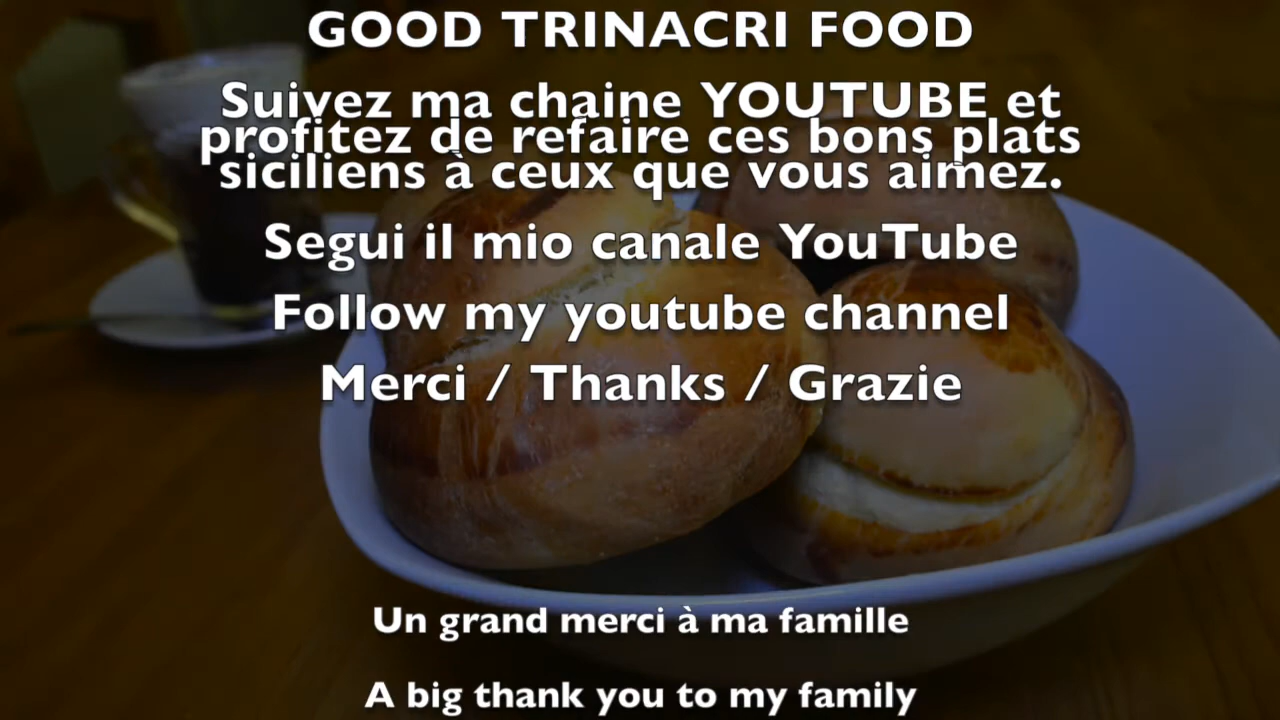 GOOD TRINACRI FOOD
Suivez ma chaine YOUTUBE et
profitez de refaire ces bons plats
siciliens à ceux que vous aimez.
Segui il mio canale YouTube
Follow my youtube channel
Merci / Thanks / Grazie
Un grand merci à ma famille
A big thank you to my family